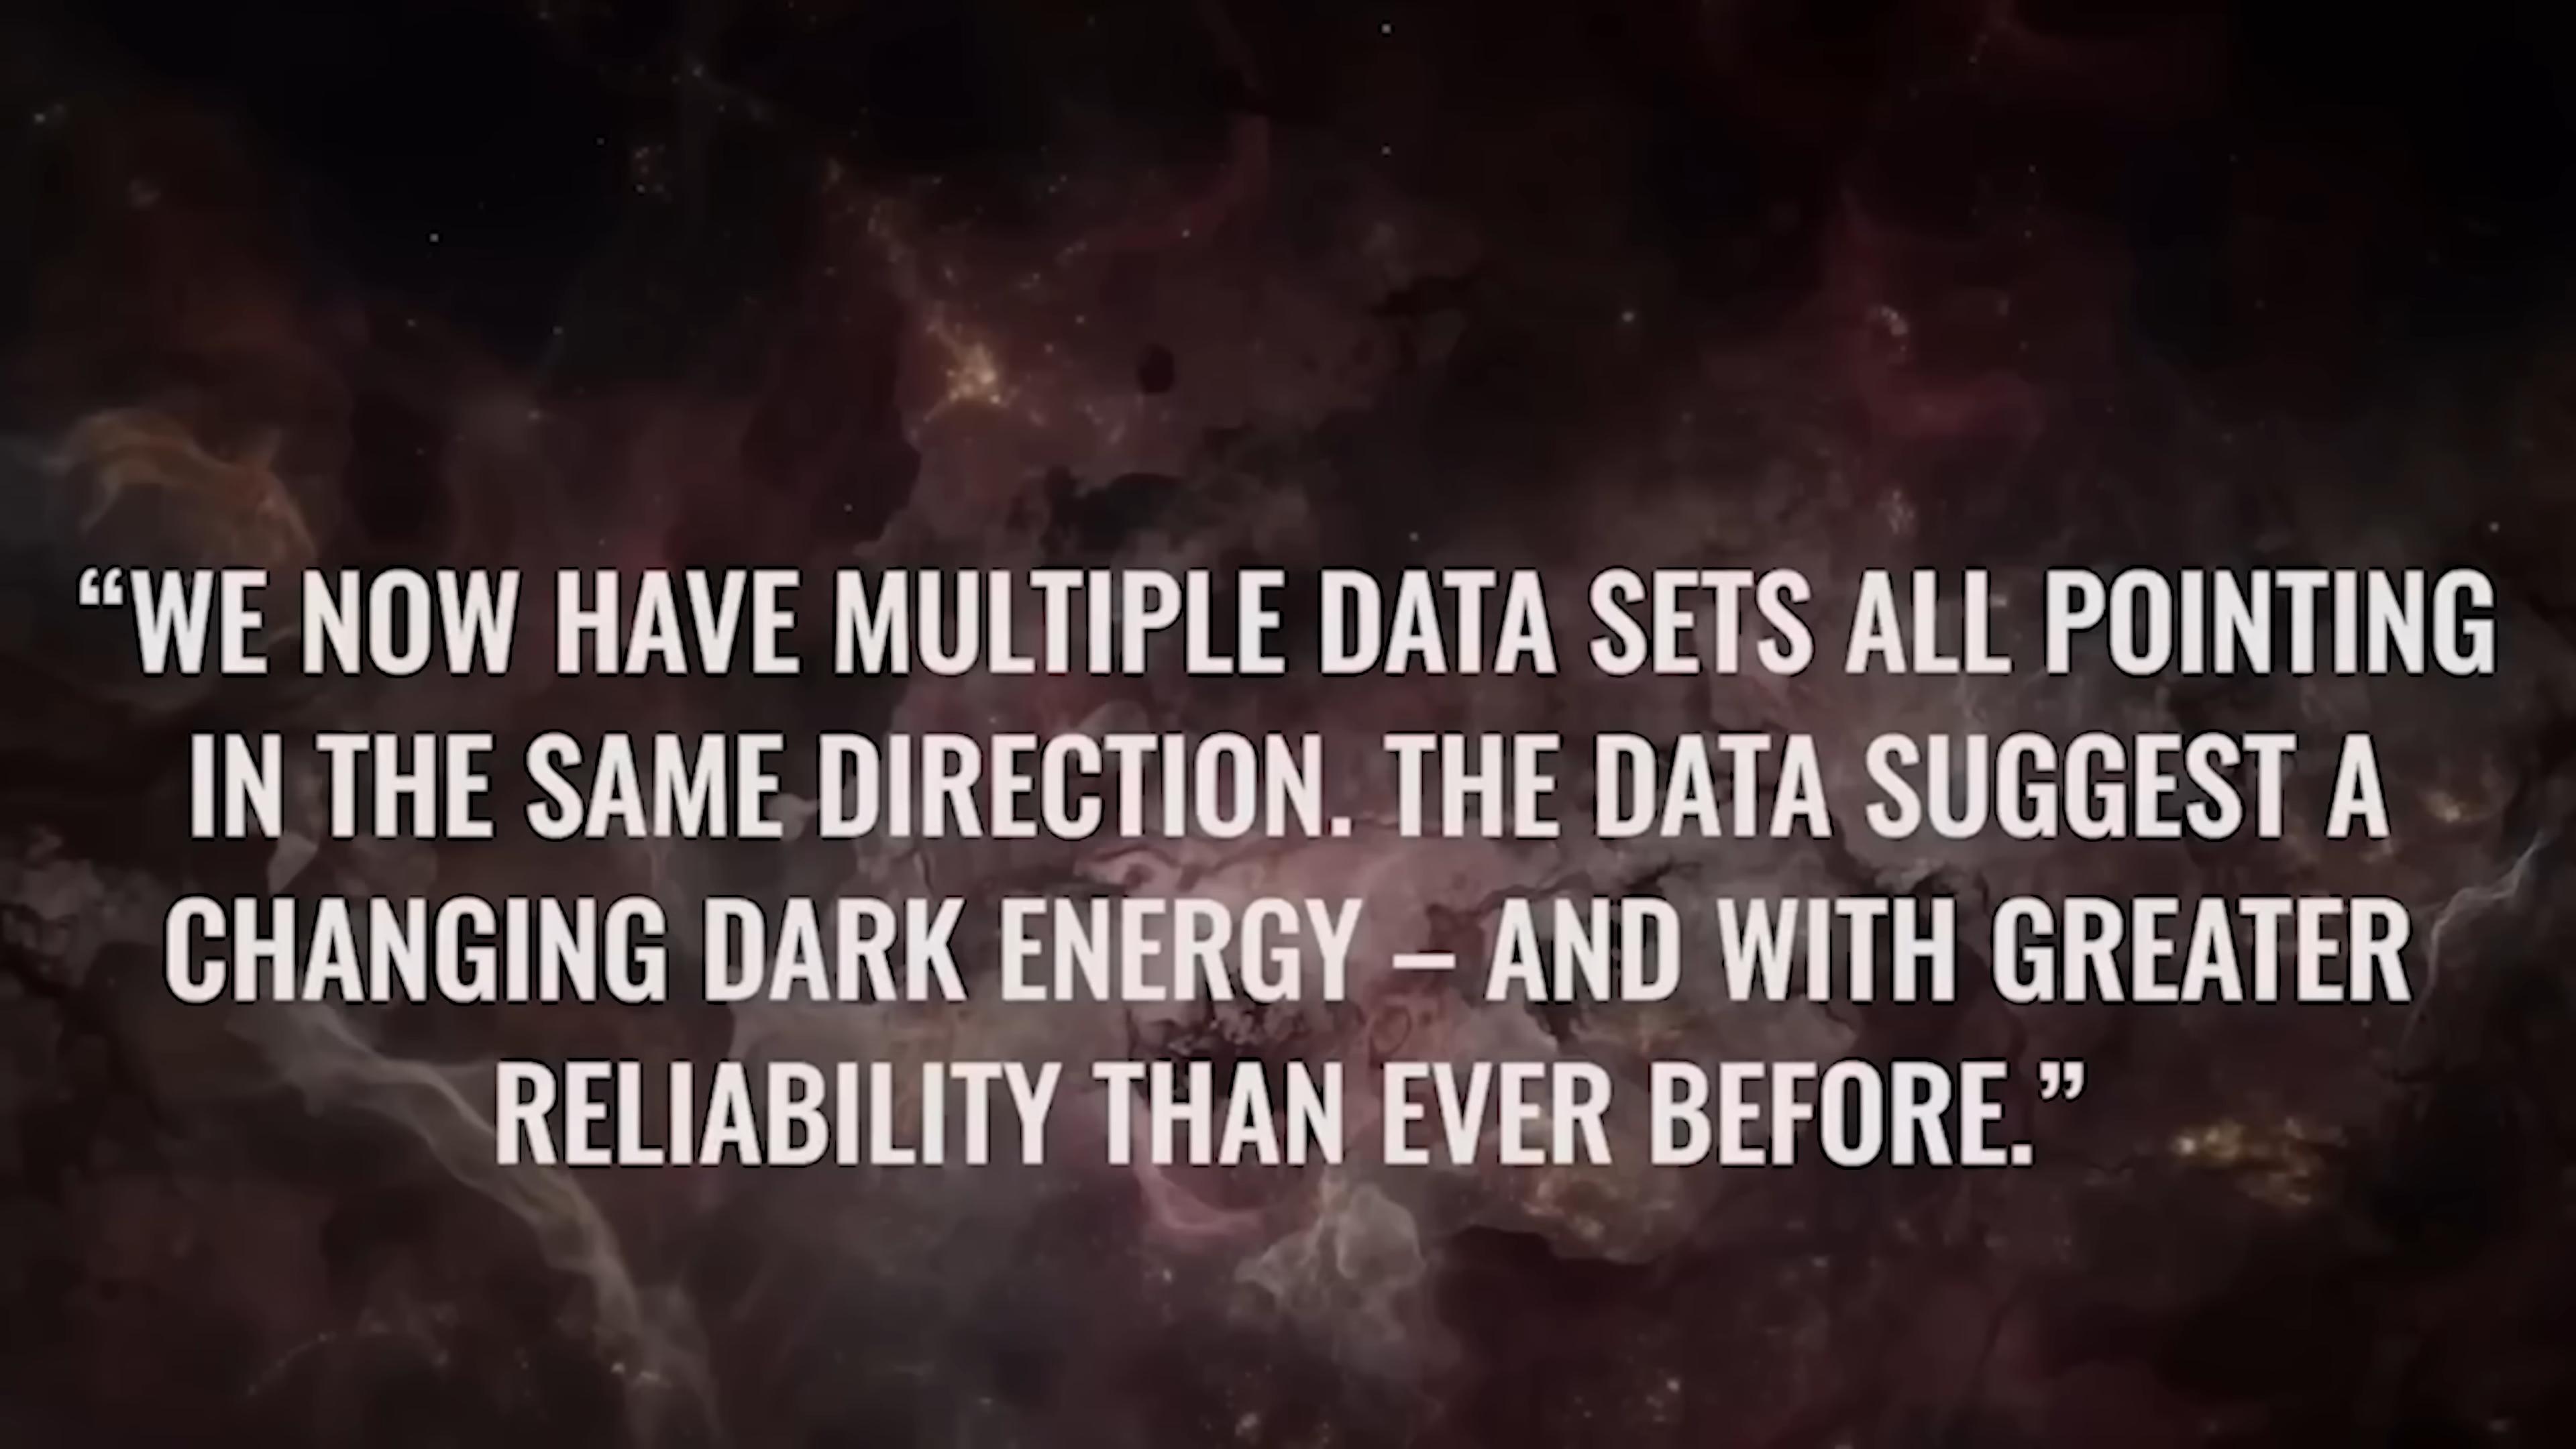 “WE NOW HAVE MULTIPLE DATA SETS ALL POINTING
IN THE SAME DIRECTION. THE DATA SUGGEST A
CHANGING DARK ENERGY – AND WITH GREATER
RELIABILITY THAN EVER BEFORE.”